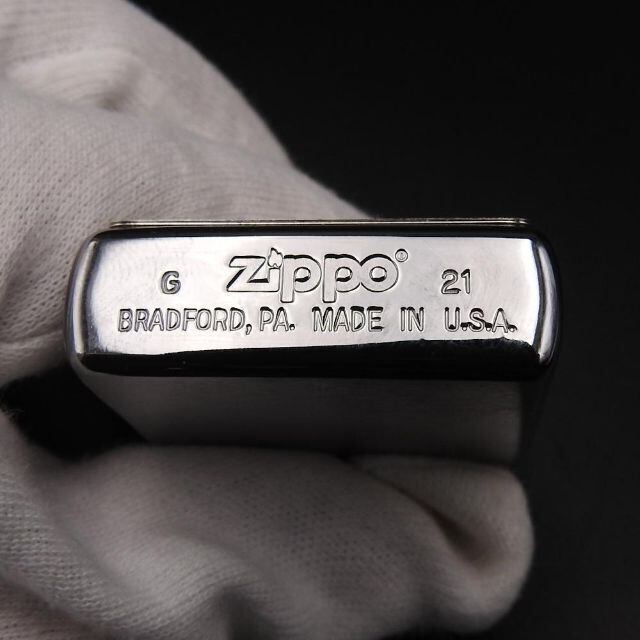 G zippo® 21
BRADFORD, PA. MADE IN U.S.A.